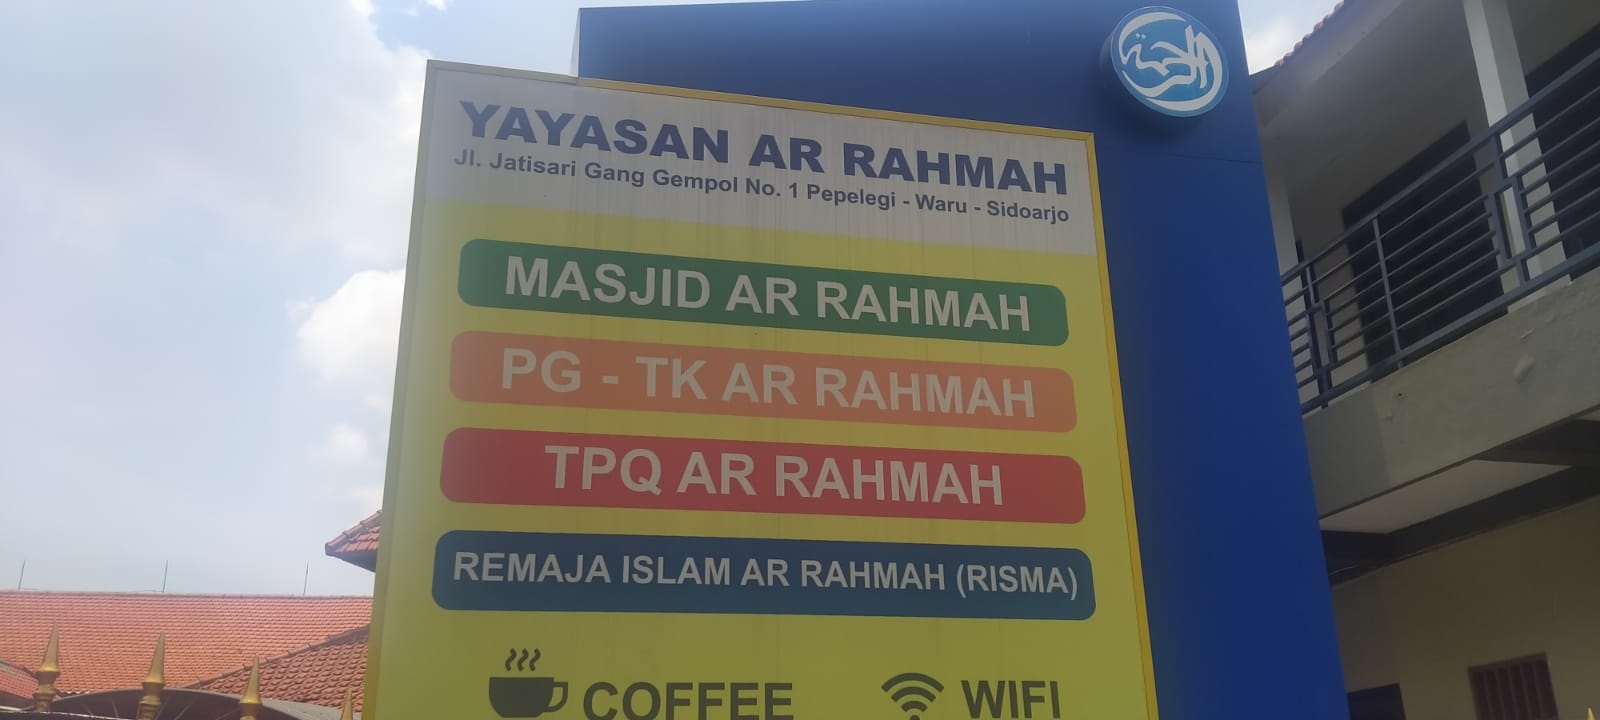 الرحمة
YAYASAN AR RAHMAH
Jl. Jatisari Gang Gempol No. 1 Pepelegi - Waru - Sidoarjo
MASJID AR RAHMAH
PG - TK AR RAHMAH
TPQ AR RAHMAH
REMAJA ISLAM AR RAHMAH (RISMA)
COFFEE WIFI